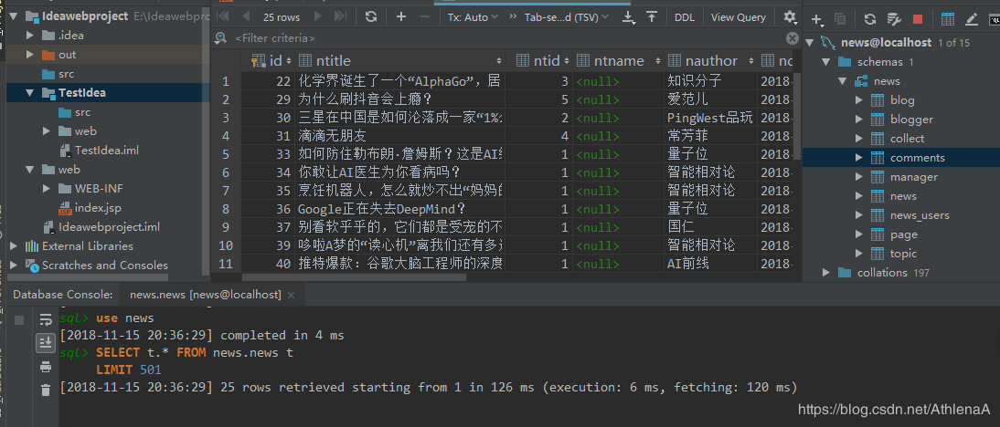 Ideawebproject E:\Ideawebproject
.idea
out
src
TestIdea
src
web
TestIdea.iml
web
WEB-INF
index.jsp
Ideawebproject.iml
External Libraries
Scratches and Consoles
25 rows Tx: Auto Tab-se...d (TSV) DDL View Query
<Filter criteria>
id ntitle ntid ntname nauthor
1 22 化学界诞生了一个“AlphaGo”，居 3 <null> 知识分子 2018-
2 29 为什么刷抖音会上瘾？ 5 <null> 爱范儿 2018-
3 30 三星在中国是如何沦落成一家“1% 2 <null> PingWest品玩 2018-
4 31 滴滴无朋友 4 <null> 常芳菲 2018-
5 33 如何防住勒布朗·詹姆斯？这是AI 1 <null> 量子位 2018-
6 34 你敢让AI医生为你看病吗？ 1 <null> 智能相对论 2018-
7 35 烹饪机器人，怎么就炒不出“妈妈的 1 <null> 智能相对论 2018-
8 36 Google正在失去DeepMind？ 1 <null> 量子位 2018-
9 37 别看软乎乎的，它们都是受宠的不 1 <null> 国仁 2018-
10 39 哆啦A梦的“读心机”离我们还有多 1 <null> 智能相对论 2018-
11 40 推特爆款：谷歌大脑工程师的深度 1 <null> AI前线 2018-
news@localhost 1 of 15
schemas 1
news
blog
blogger
collect
comments
manager
news
news_users
page
topic
collations 197
Database Console: news.news [news@localhost]
sql> use news
[2018-11-15 20:36:29] completed in 4 ms
sql> SELECT t.* FROM news.news t
LIMIT 501
[2018-11-15 20:36:29] 25 rows retrieved starting from 1 in 126 ms (execution: 6 ms, fetching: 120 ms)
https://blog.csdn.net/AthlenaA